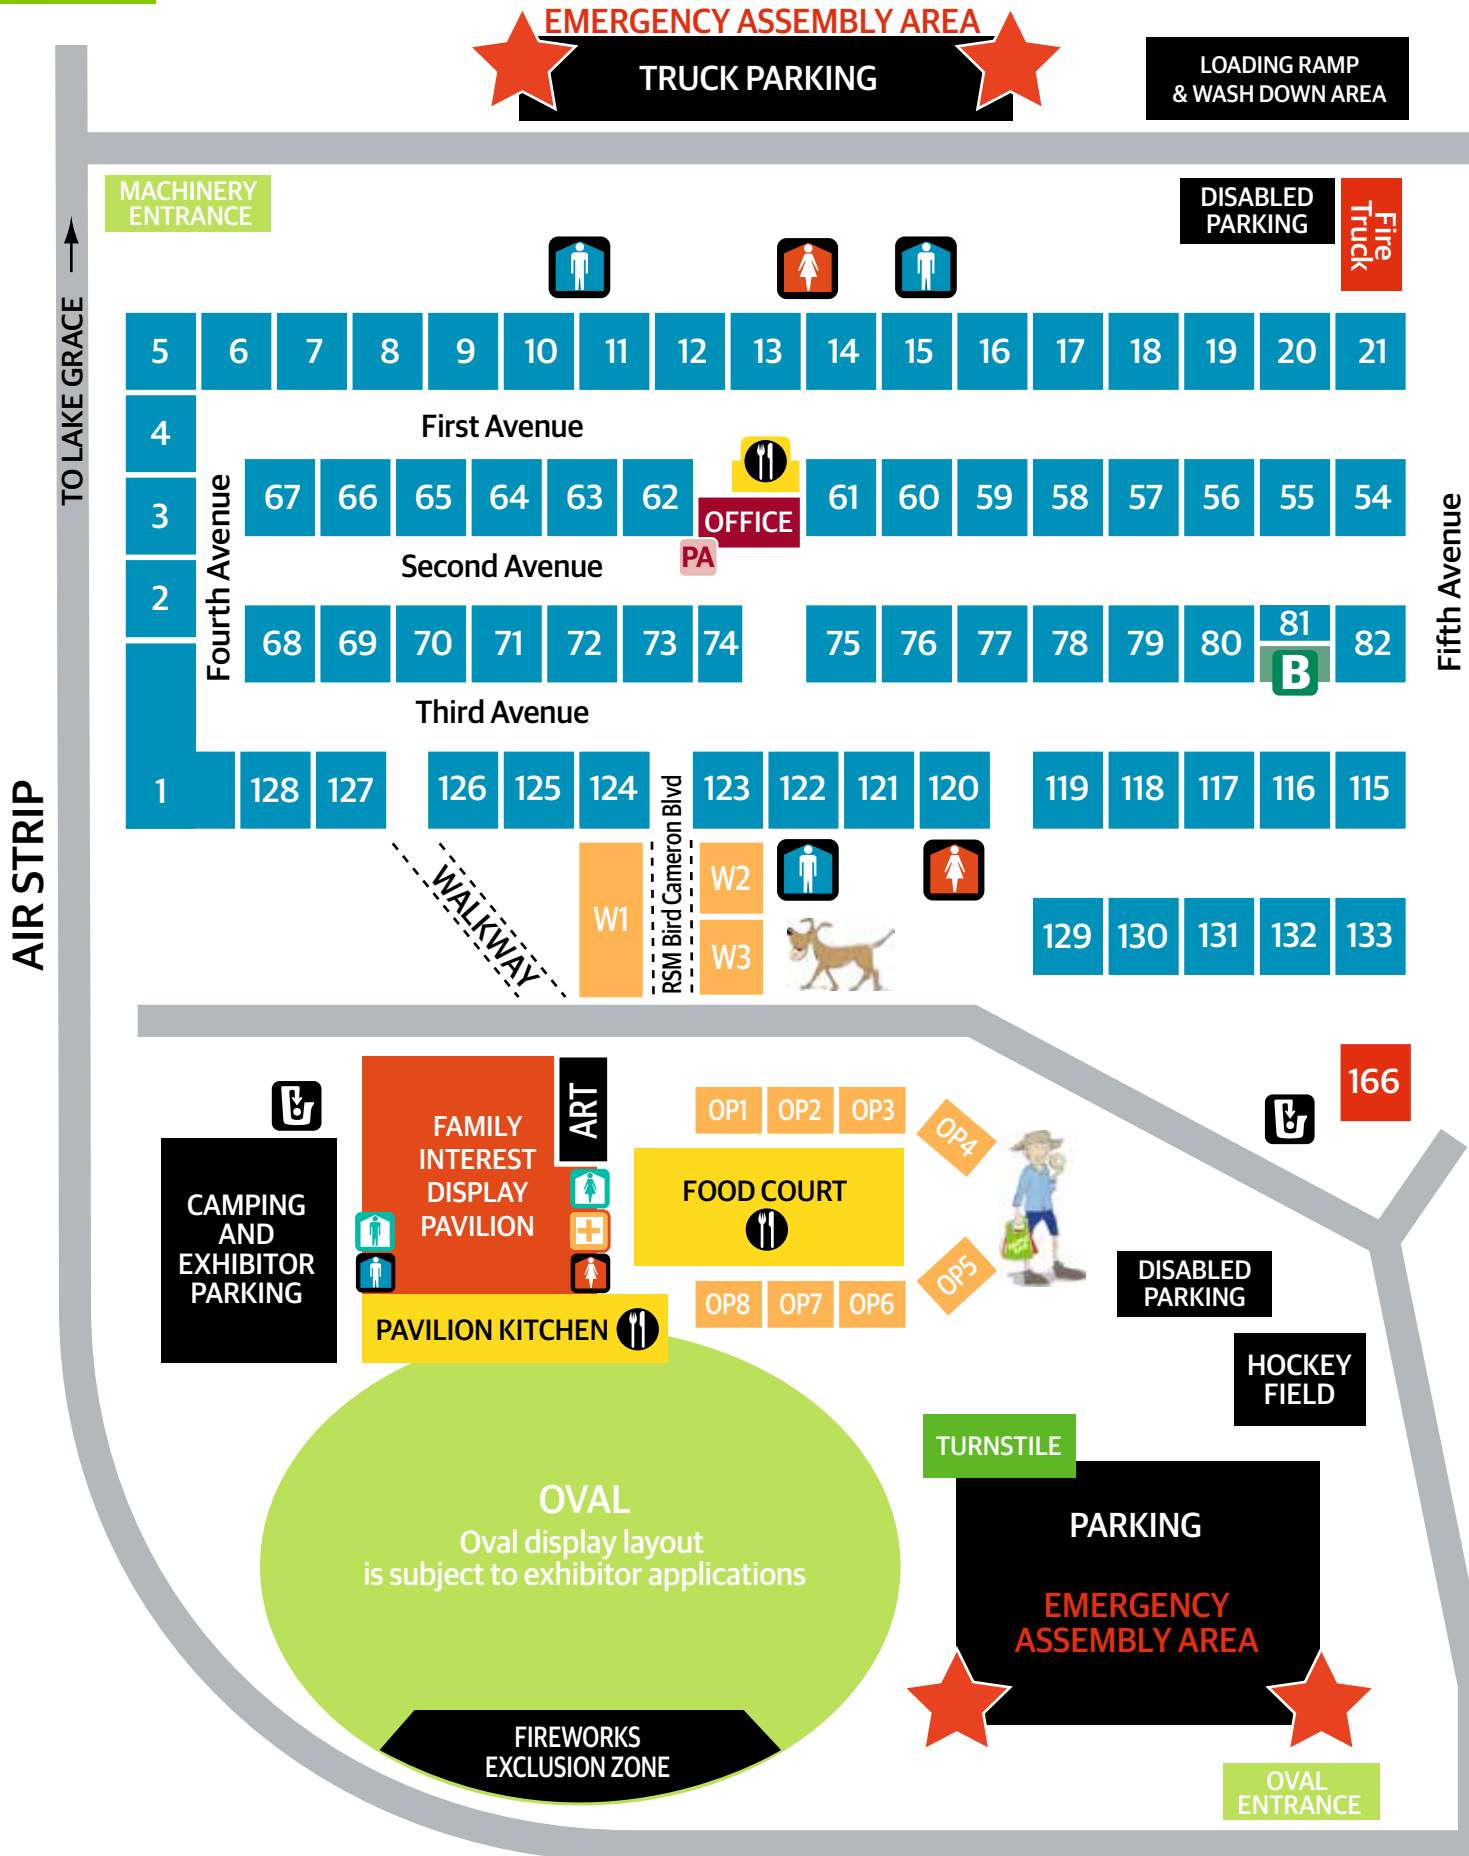 EMERGENCY ASSEMBLY AREA
TRUCK PARKING
LOADING RAMP
& WASH DOWN AREA
MACHINERY
ENTRANCE
DISABLED
PARKING
Fire
Truck
TO LAKE GRACE
5 6 7 8 9 10 11 12 13 14 15 16 17 18 19 20 21
4
First Avenue
3
67 66 65 64 63 62
61 60 59 58 57 56 55 54
OFFICE
PA
Second Avenue
Fourth Avenue
Fifth Avenue
2
68 69 70 71 72 73 74
75 76 77 78 79 80 81 82
B
Third Avenue
1 128 127
126 125 124
123 122 121 120
119 118 117 116 115
AIR STRIP
WALKWAY
W1
RSM Bird Cameron Blvd
W2
W3
129 130 131 132 133
166
FAMILY
INTEREST
DISPLAY
PAVILION
ART
OP1 OP2 OP3
OP4
CAMPING
AND
EXHIBITOR
PARKING
FOOD COURT
OP5
OP8 OP7 OP6
PAVILION KITCHEN
DISABLED
PARKING
HOCKEY
FIELD
TURNSTILE
OVAL
Oval display layout
is subject to exhibitor applications
PARKING
EMERGENCY
ASSEMBLY AREA
FIREWORKS
EXCLUSION ZONE
OVAL
ENTRANCE